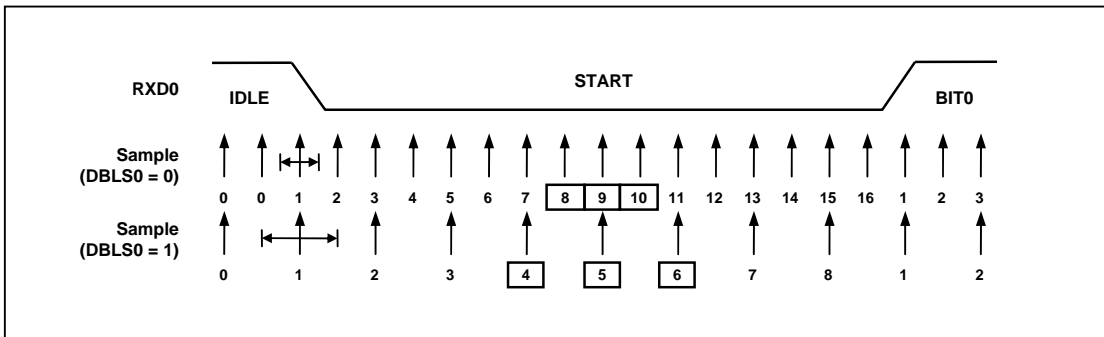 RXD0
IDLE
START
BIT0
Sample
(DBLS0 = 0)
0 0 1 2 3 4 5 6 7 8 9 10 11 12 13 14 15 16 1 2 3
Sample
(DBLS0 = 1)
0 1 2 3 4 5 6 7 8 1 2